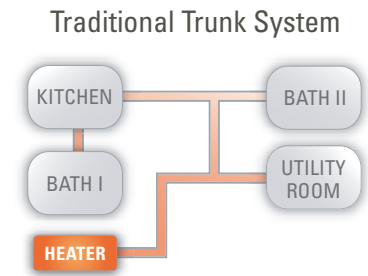 Traditional Trunk System
KITCHEN
BATH II
BATH I
UTILITY
ROOM
HEATER